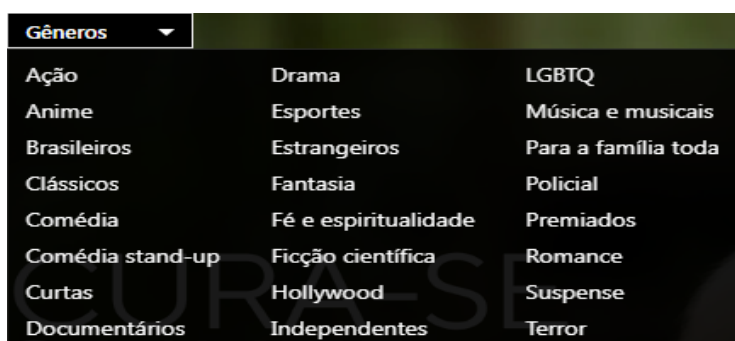 Gêneros
Ação
Anime
Brasileiros
Clássicos
Comédia
Comédia stand-up
Curtas
Documentários
Drama
Esportes
Estrangeiros
Fantasia
Fé e espiritualidade
Ficção científica
Hollywood
Independentes
LGBTQ
Música e musicais
Para a família toda
Policial
Premiados
Romance
Suspense
Terror
CURA-SE